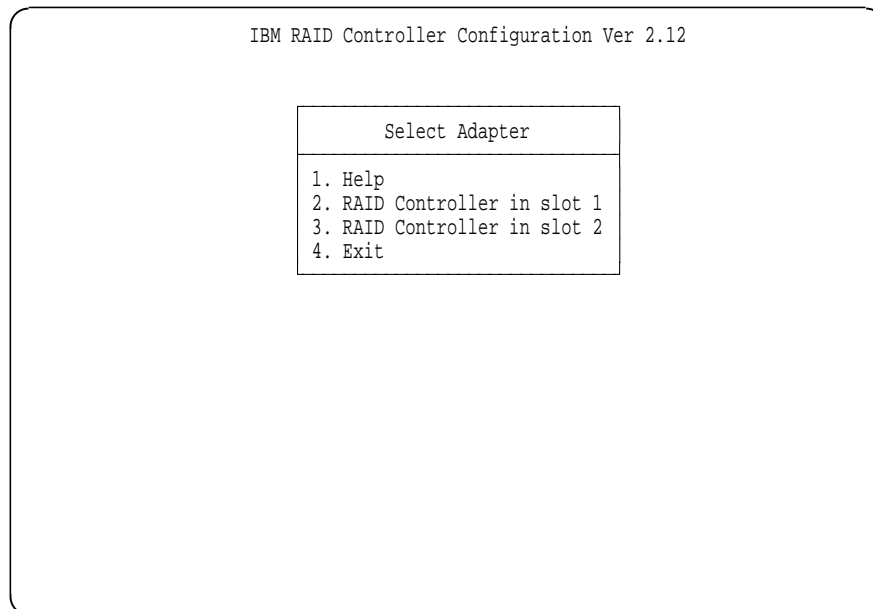 IBM RAID Controller Configuration Ver 2.12
Select Adapter
1. Help
2. RAID Controller in slot 1
3. RAID Controller in slot 2
4. Exit